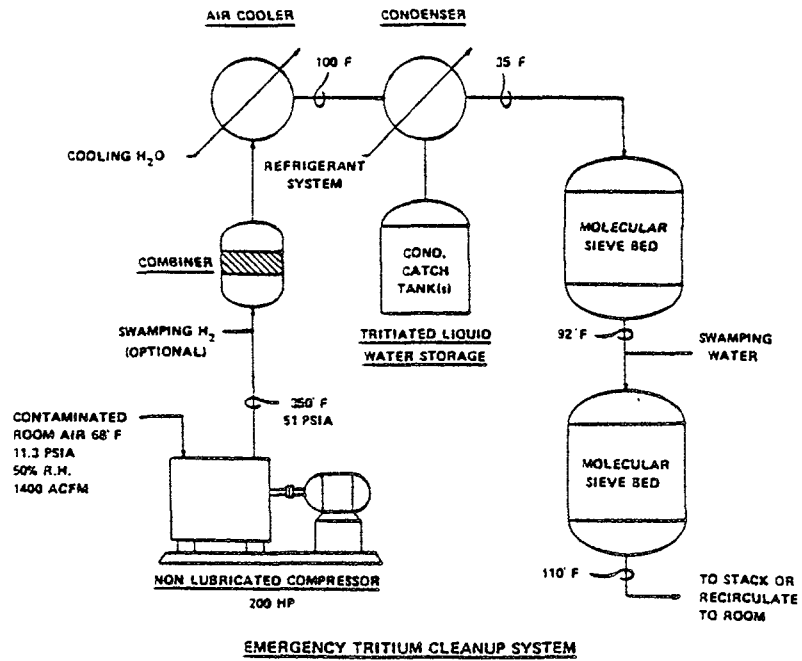 AIR COOLER
CONDENSER
100 F
35 F
COOLING H₂O
REFRIGERANT
SYSTEM
MOLECULAR
SIEVE BED
COMBINER
COND.
CATCH
TANK(s)
SWAMPING H₂
(OPTIONAL)
TRITIATED LIQUID
WATER STORAGE
92°F
SWAMPING
WATER
350° F
51 PSIA
CONTAMINATED
ROOM AIR 68° F
11.3 PSIA
50% R.H.
1400 ACFM
MOLECULAR
SIEVE BED
110° F
TO STACK OR
RECIRCULATE
TO ROOM
NON LUBRICATED COMPRESSOR
200 HP
EMERGENCY TRITIUM CLEANUP SYSTEM